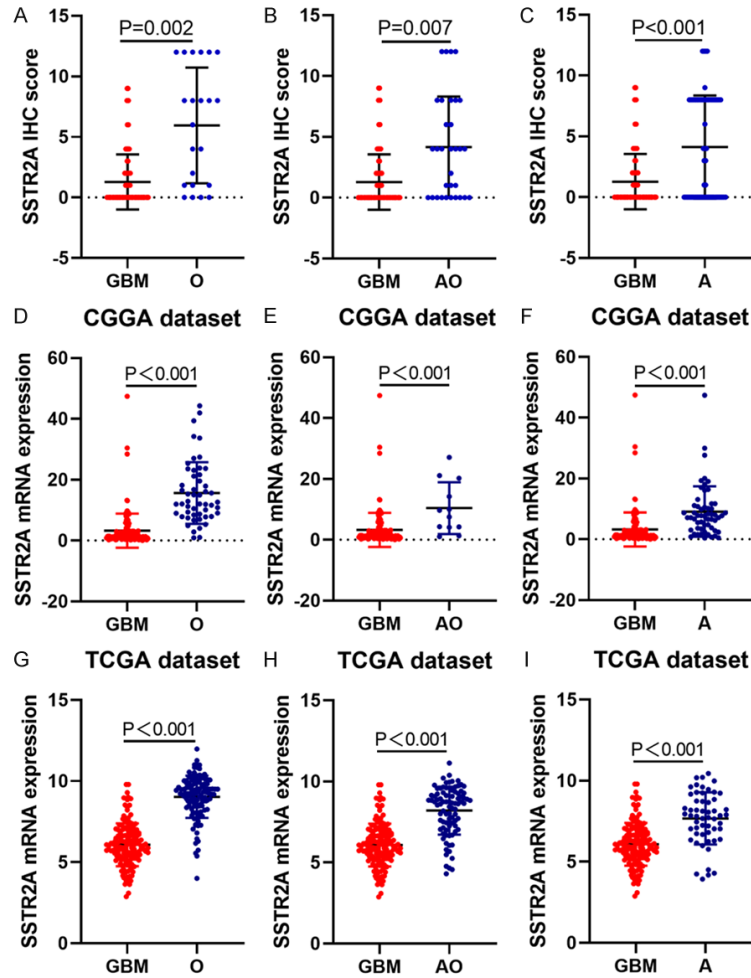 A
P=0.002
SSTR2A IHC score
15
10
5
0
-5
GBM
O
B
P=0.007
SSTR2A IHC score
15
10
5
0
-5
GBM
AO
C
P<0.001
SSTR2A IHC score
15
10
5
0
-5
GBM
A
D
CGGA dataset
P<0.001
SSTR2A mRNA expression
60
40
20
0
-20
GBM
O
E
CGGA dataset
P<0.001
SSTR2A mRNA expression
60
40
20
0
-20
GBM
AO
F
CGGA dataset
P<0.001
SSTR2A mRNA expression
60
40
20
0
-20
GBM
A
G
TCGA dataset
P<0.001
SSTR2A mRNA expression
15
10
5
0
GBM
O
H
TCGA dataset
P<0.001
SSTR2A mRNA expression
15
10
5
0
GBM
AO
I
TCGA dataset
P<0.001
SSTR2A mRNA expression
15
10
5
0
GBM
A